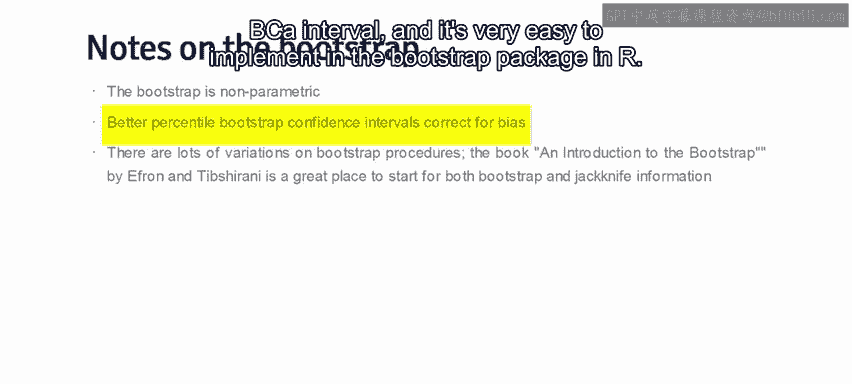 BCa interval, and it's very easy to
implement in the bootstrap package in R.
Notes on the bootstrap
· The bootstrap is non-parametric
· Better percentile bootstrap confidence intervals correct for bias
· There are lots of variations on bootstrap procedures; the book "An Introduction to the Bootstrap""
by Efron and Tibshirani is a great place to start for both bootstrap and jackknife information